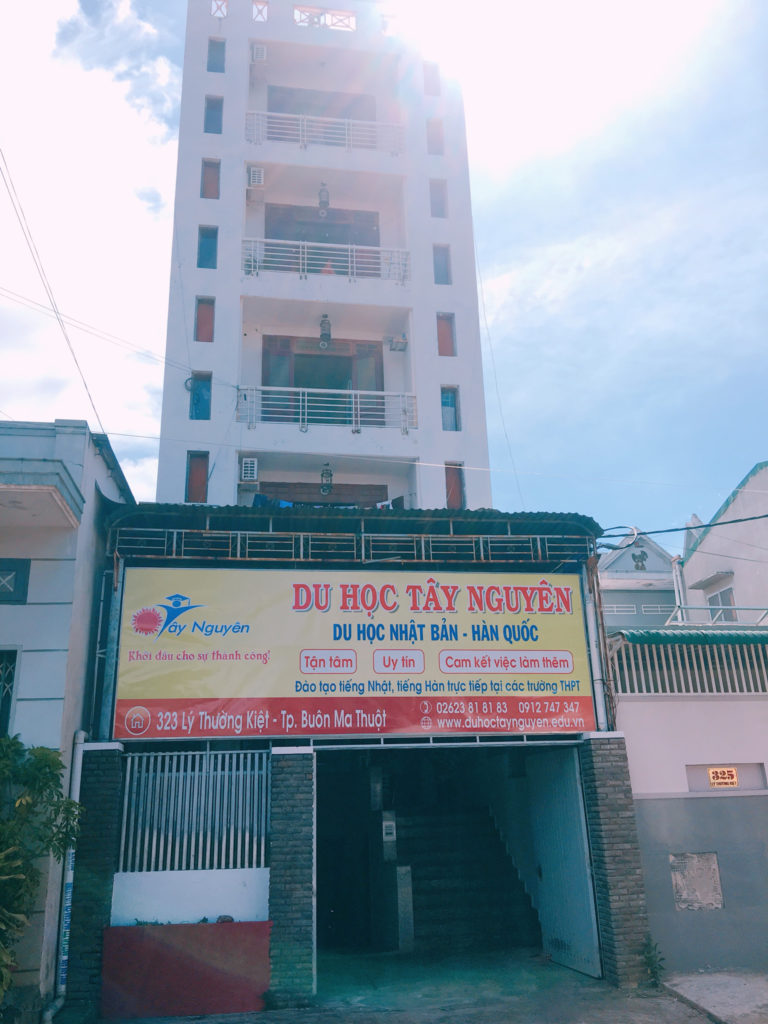 DU HỌC TÂY NGUYÊN
Tây Nguyên
DU HỌC NHẬT BẢN - HÀN QUỐC
Khởi đầu cho sự thành công!
Tận tâm
Uy tín
Cam kết việc làm thêm
Đào tạo tiếng Nhật, tiếng Hàn trực tiếp tại các trường THPT
323 Lý Thường Kiệt - Tp. Buôn Ma Thuột
02623 81 81 83 0912 747 347
www.duhoctaynguyen.edu.vn
325
LÝ THƯỜNG KIỆT